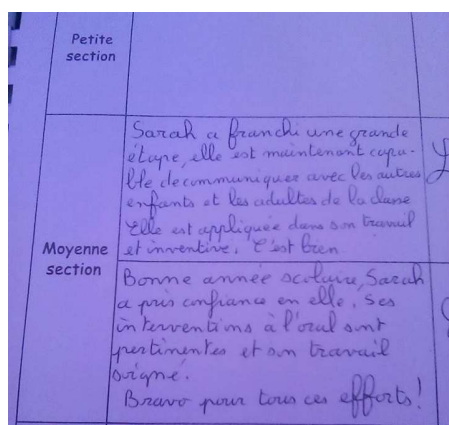 Petite
section
Sarah a franchi une grande
étape, elle est maintenant capa-
ble de communiquer avec les autres
enfants et les adultes de la classe
Elle est appliquée dans son travail
et inventive. C'est bien
Moyenne
section
Bonne année scolaire, Sarah
a pris confiance en elle. Ses
interventions à l'oral sont
pertinentes et son travail
soigné.
Bravo pour tous ces efforts!